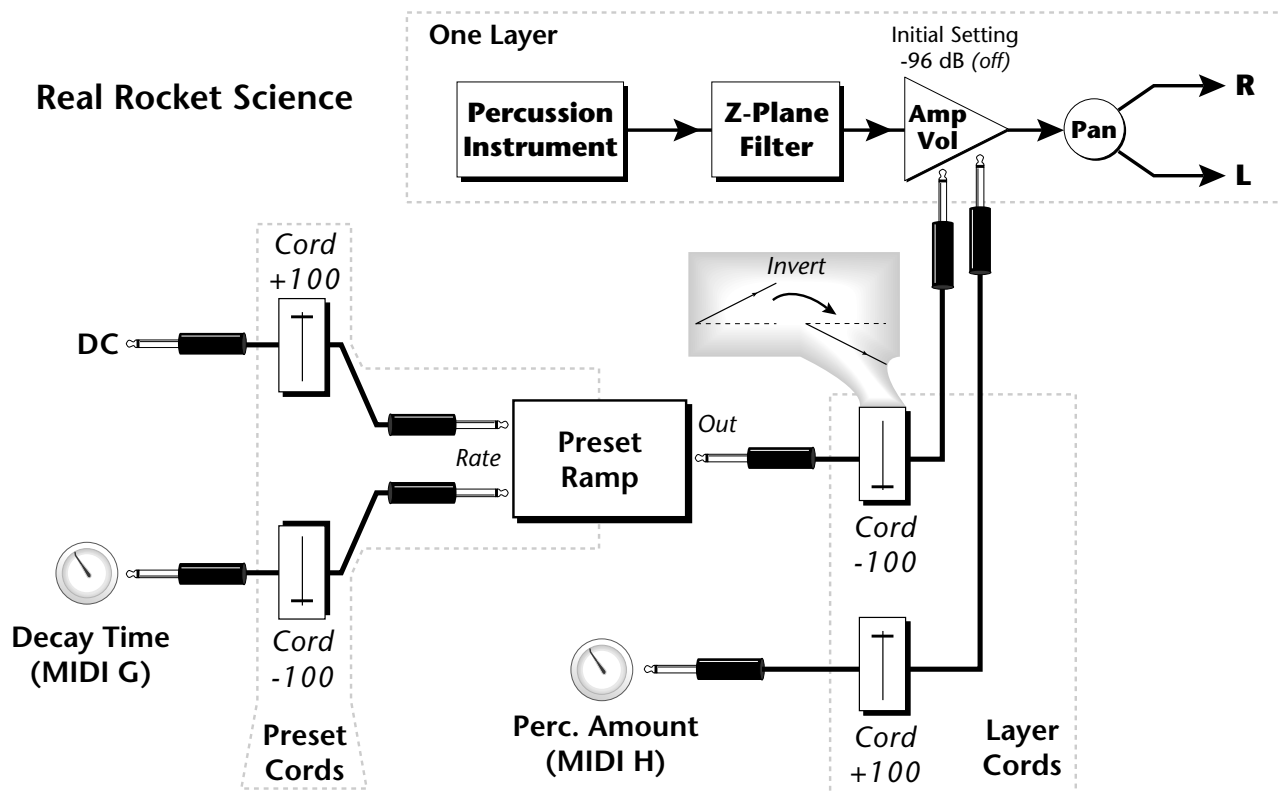 One Layer
Initial Setting
-96 dB (off)
Real Rocket Science
Percussion
Instrument
Z-Plane
Filter
Amp
Vol
Pan
R
L
Cord
+100
Invert
DC
Rate
Preset
Ramp
Out
Cord
-100
Decay Time
(MIDI G)
Cord
-100
Preset
Cords
Perc. Amount
(MIDI H)
Cord
+100
Layer
Cords